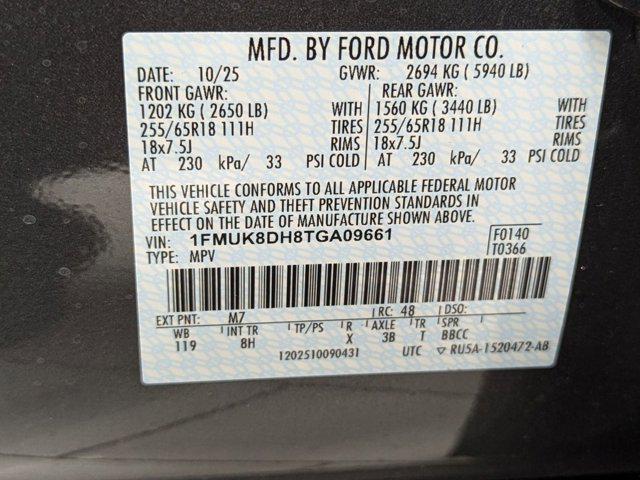 MFD. BY FORD MOTOR CO.
DATE: 10/25 GVWR: 2694 KG ( 5940 LB)
FRONT GAWR: REAR GAWR:
1202 KG ( 2650 LB) WITH 1560 KG ( 3440 LB) WITH
255/65R18 111H TIRES 255/65R18 111H TIRES
18x7.5J RIMS 18x7.5J RIMS
AT 230 kPa/ 33 PSI COLD AT 230 kPa/ 33 PSI COLD
THIS VEHICLE CONFORMS TO ALL APPLICABLE FEDERAL MOTOR
VEHICLE SAFETY AND THEFT PREVENTION STANDARDS IN
EFFECT ON THE DATE OF MANUFACTURE SHOWN ABOVE.
VIN: 1FMUK8DH8TGA09661 F0140
TYPE: MPV T0366
EXT PNT: M7 RC: 48 DSO:
WB INT TR TP/PS R AXLE TR SPR
119 8H X 3B T BBCC
1202510090431 UTC ▽ RU5A-1520472-AB